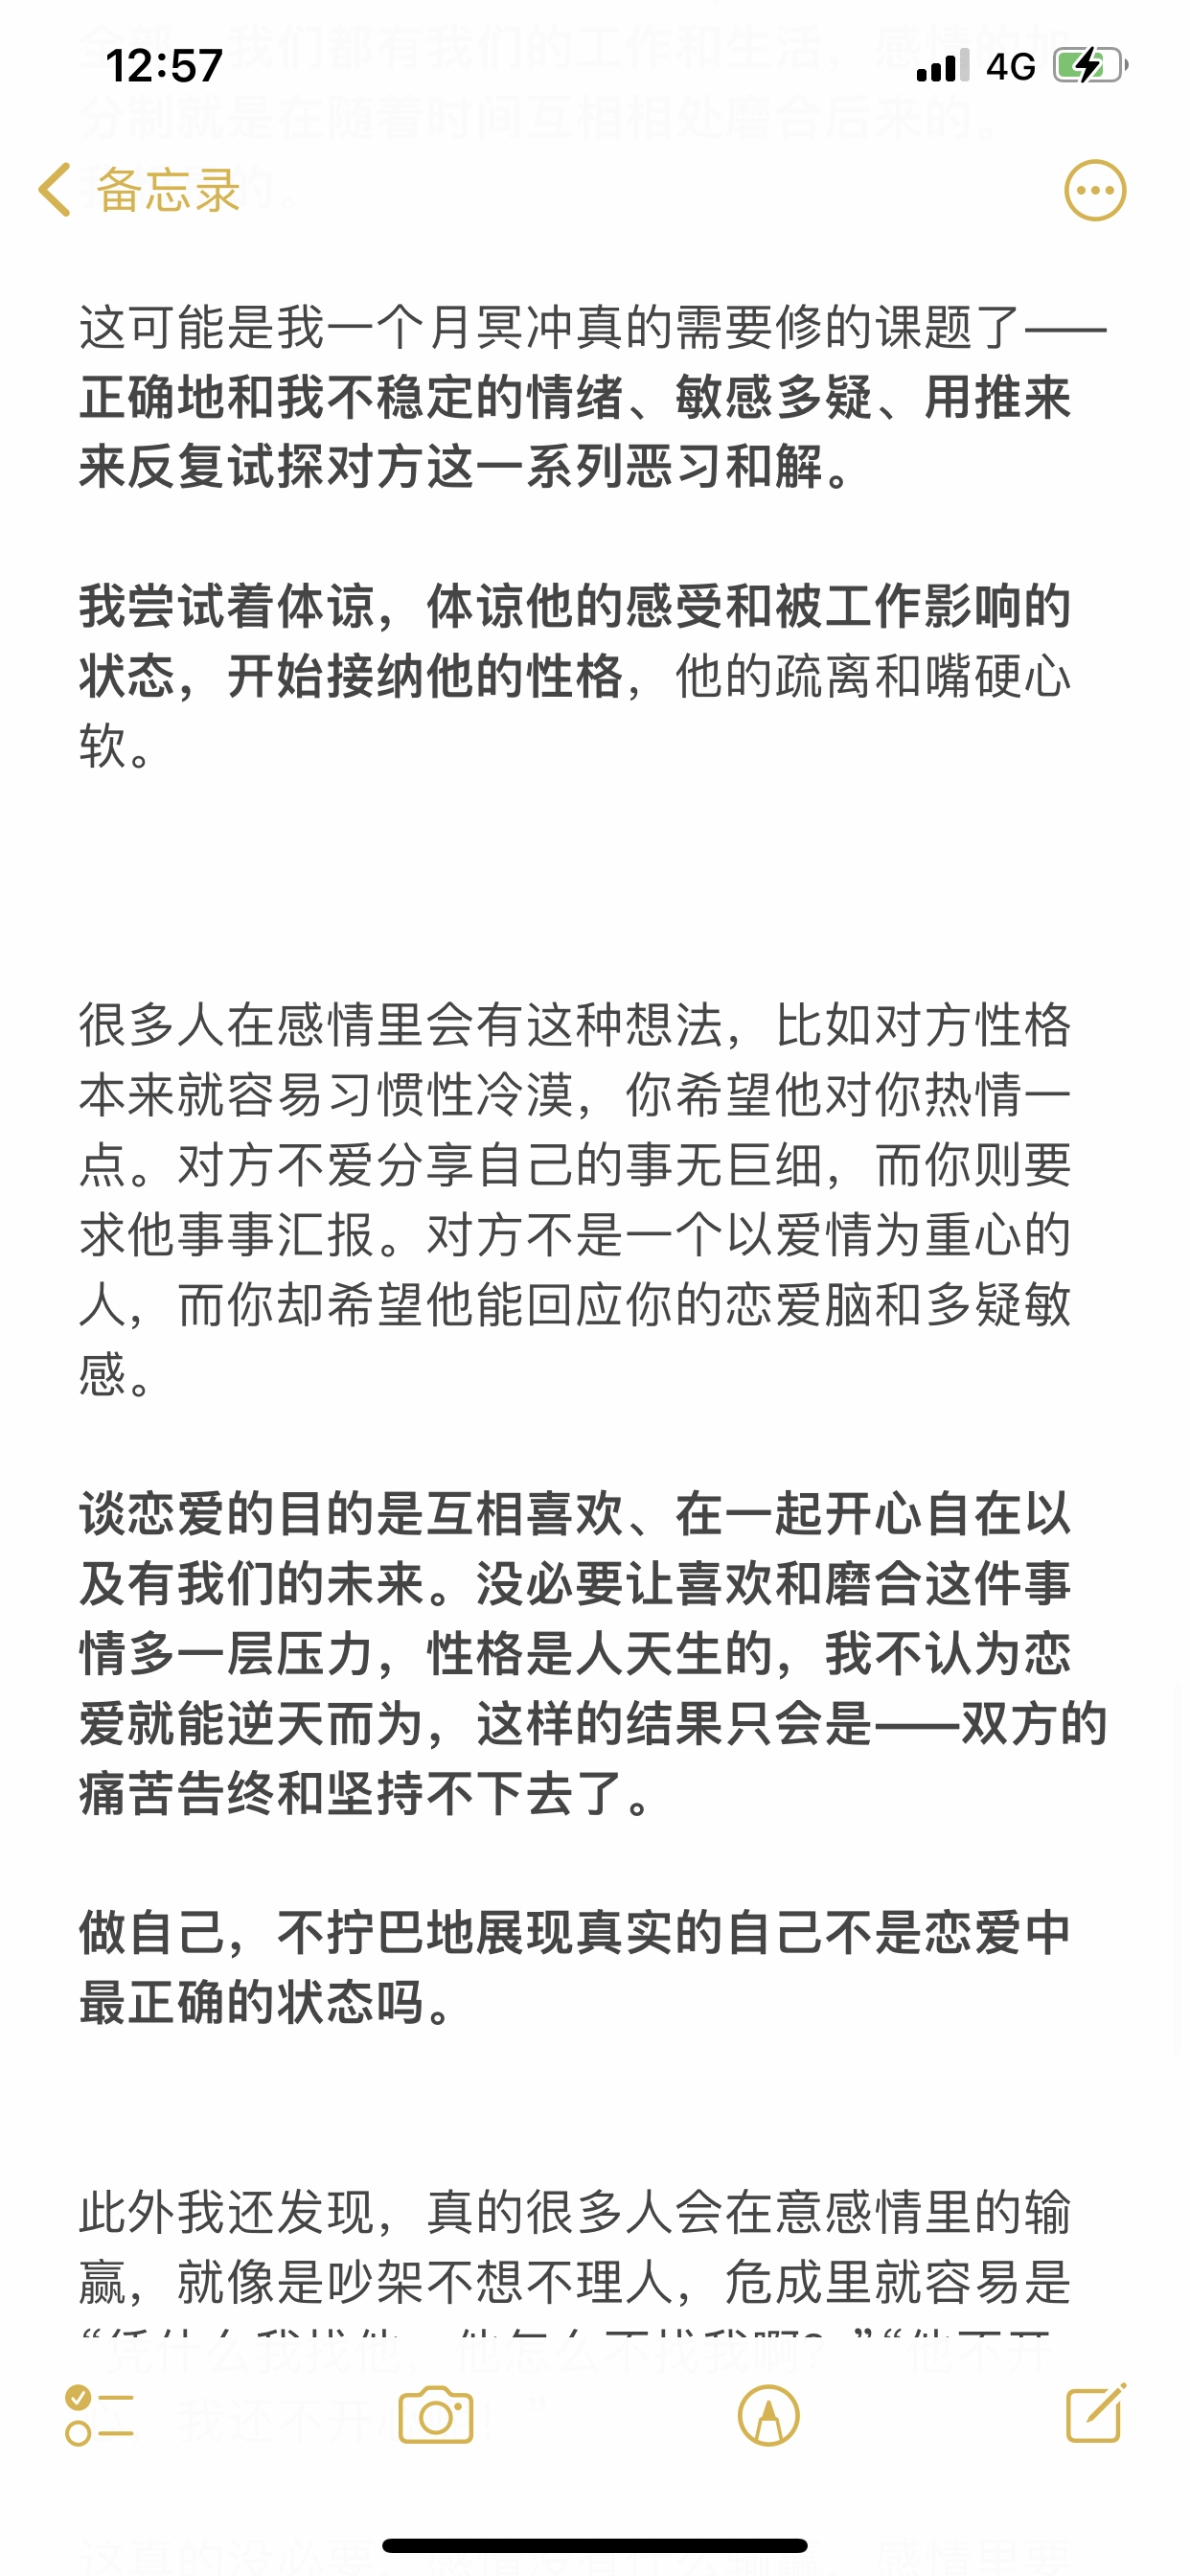 全部，我们都有我们的工作和生活，感情的加
12:57
4G
分制就是在随着时间互相相处磨合后来的。
备忘录
的。
这可能是我一个月冥冲真的需要修的课题了——
正确地和我不稳定的情绪、敏感多疑、用推来
来反复试探对方这一系列恶习和解。
我尝试着体谅，体谅他的感受和被工作影响的
状态，开始接纳他的性格，他的疏离和嘴硬心
软。
很多人在感情里会有这种想法，比如对方性格
本来就容易习惯性冷漠，你希望他对你热情一
点。对方不爱分享自己的事无巨细，而你则要
求他事事汇报。对方不是一个以爱情为重心的
人，而你却希望他能回应你的恋爱脑和多疑敏
感。
谈恋爱的目的是互相喜欢、在一起开心自在以
及有我们的未来。没必要让喜欢和磨合这件事
情多一层压力，性格是人天生的，我不认为恋
爱就能逆天而为，这样的结果只会是——双方的
痛苦告终和坚持不下去了。
做自己，不拧巴地展现真实的自己不是恋爱中
最正确的状态吗。
此外我还发现，真的很多人会在意感情里的输
赢，就像是吵架不想不理人，危成里就容易是
“凭什么我找他，他怎么不找我啊？”“他不开
我还不开心
这真的没必要，感情没有什么输赢，感情里要